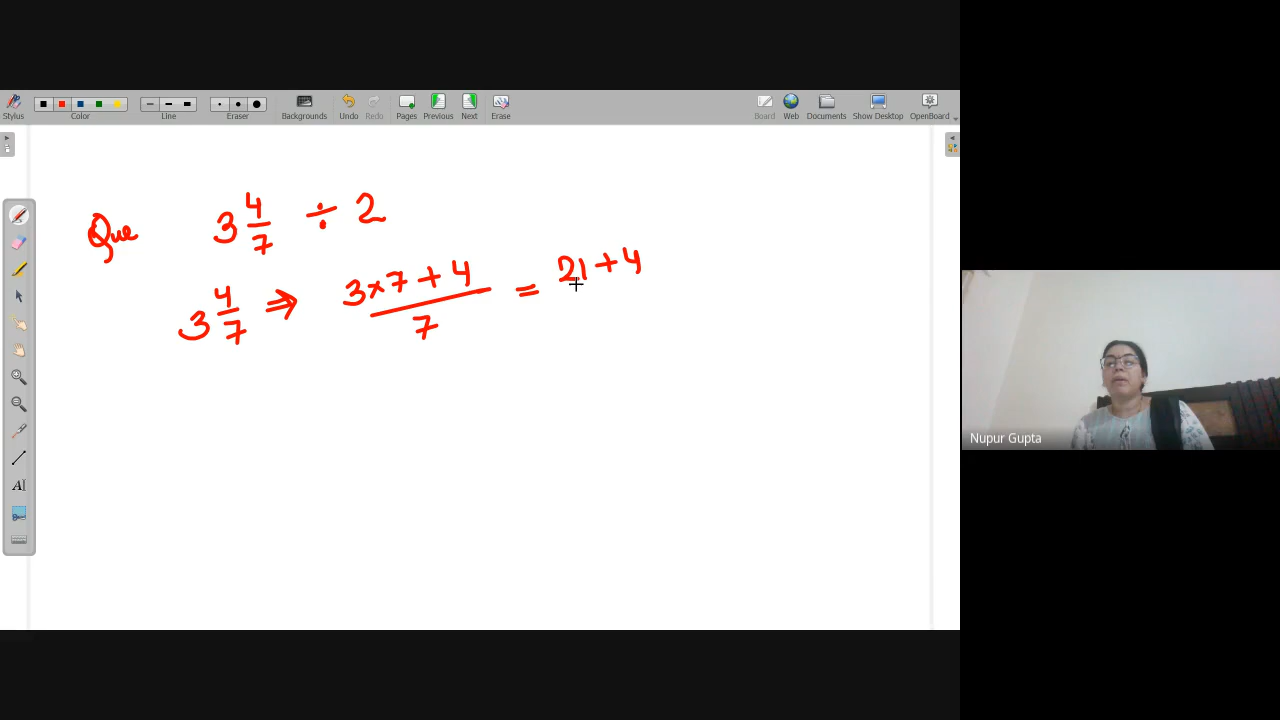 Stylus Color Line Eraser Backgrounds Undo Redo Pages Previous Next Erase Board Web Documents Show Desktop OpenBoard
Que 3 4/7 ÷ 2
3 4/7 ⇒ (3×7+4)/7 = 21+4
Nupur Gupta